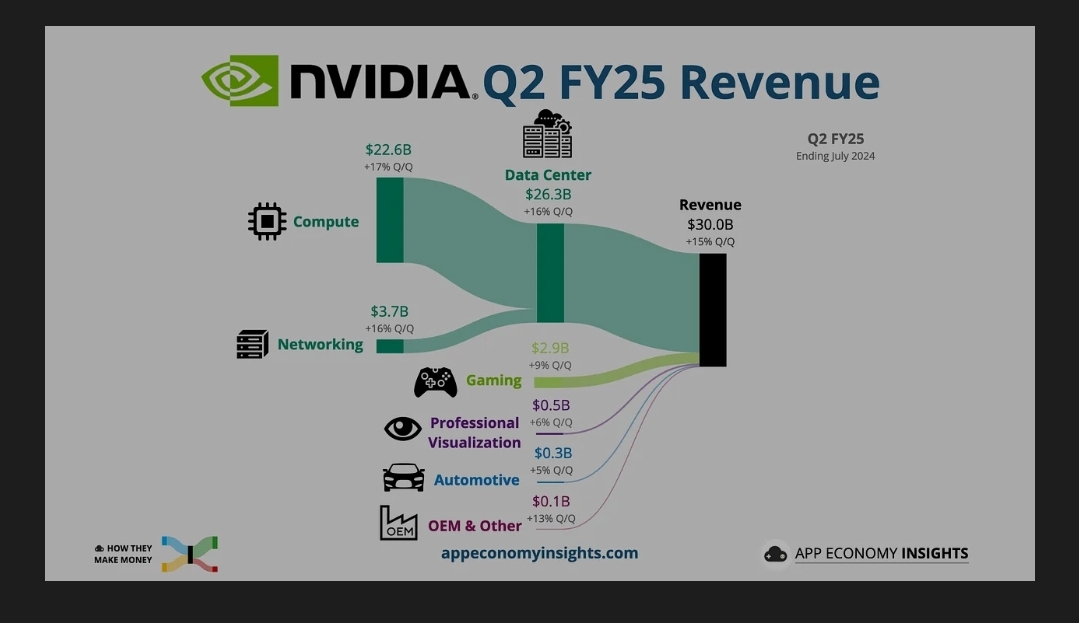 NVIDIA. Q2 FY25 Revenue
Q2 FY25
Ending July 2024
$22.6B
+17% Q/Q
Compute
Data Center
$26.3B
+16% Q/Q
Revenue
$30.0B
+15% Q/Q
$3.7B
+16% Q/Q
Networking
$2.9B
+9% Q/Q
Gaming
$0.5B
+6% Q/Q
Professional
Visualization
$0.3B
+5% Q/Q
Automotive
$0.1B
+13% Q/Q
OEM
OEM & Other
HOW THEY
MAKE MONEY
appeconomyinsights.com
APP ECONOMY INSIGHTS